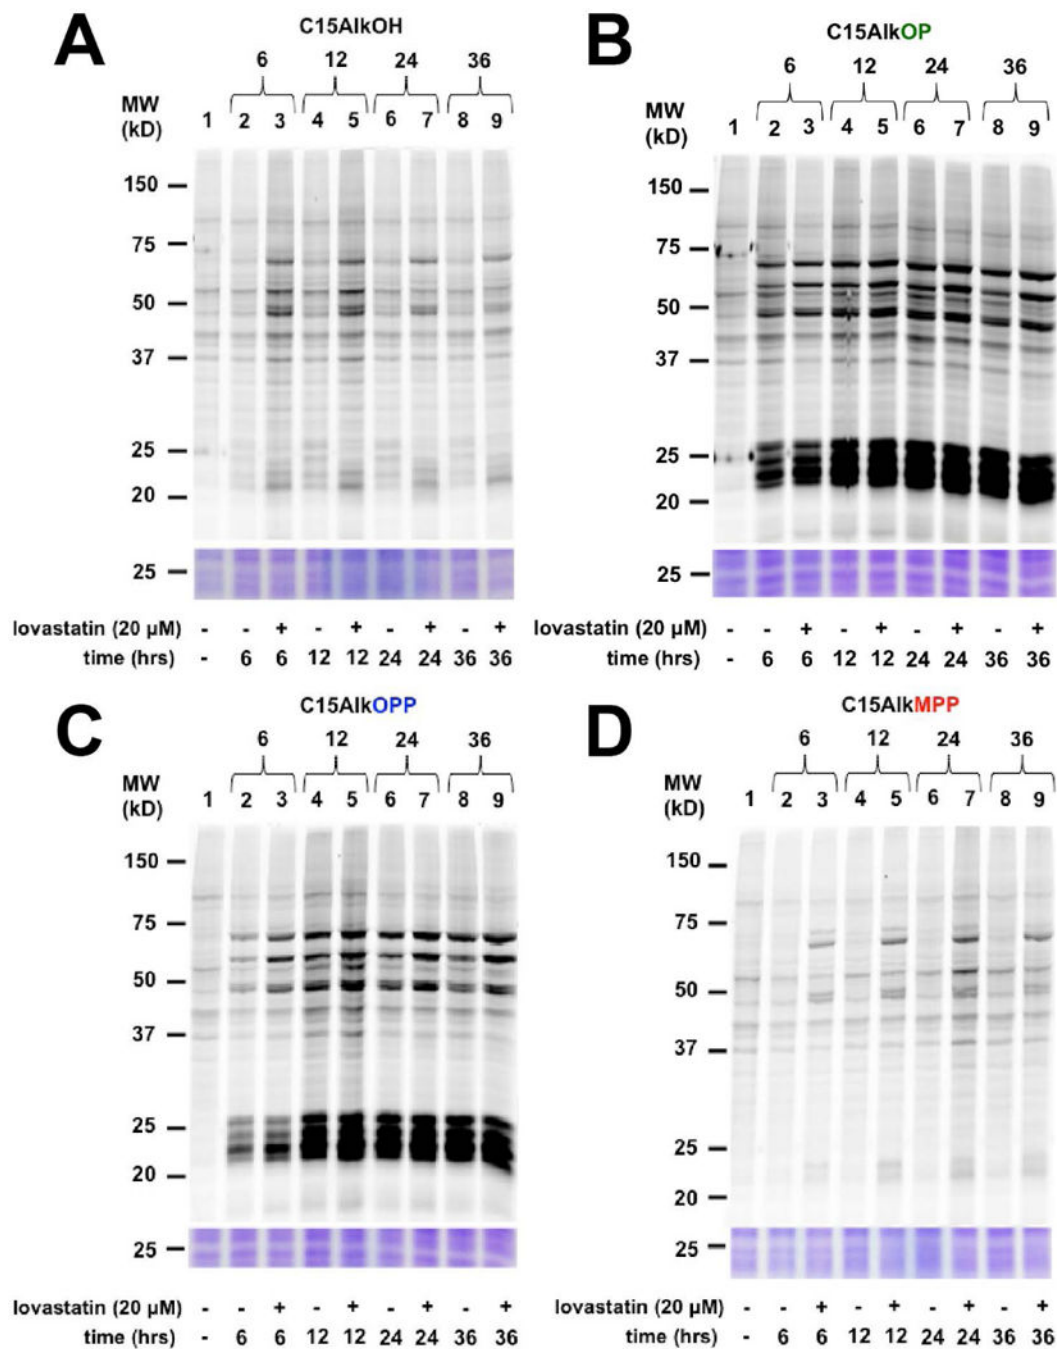 A
C15AlkOH
6 12 24 36
MW
(kD)
1 2 3 4 5 6 7 8 9
150
75
50
37
25
20
25
lovastatin (20 µM) - - + - + - + - +
time (hrs) - 6 6 12 12 24 24 36 36
B
C15AlkOP
6 12 24 36
MW
(kD)
1 2 3 4 5 6 7 8 9
150
75
50
37
25
20
25
lovastatin (20 µM) - - + - + - + - +
time (hrs) - 6 6 12 12 24 24 36 36
C
C15AlkOPP
6 12 24 36
MW
(kD)
1 2 3 4 5 6 7 8 9
150
75
50
37
25
20
25
lovastatin (20 µM) - - + - + - + - +
time (hrs) - 6 6 12 12 24 24 36 36
D
C15AlkMPP
6 12 24 36
MW
(kD)
1 2 3 4 5 6 7 8 9
150
75
50
37
25
20
25
lovastatin (20 µM) - - + - + - + - +
time (hrs) - 6 6 12 12 24 24 36 36